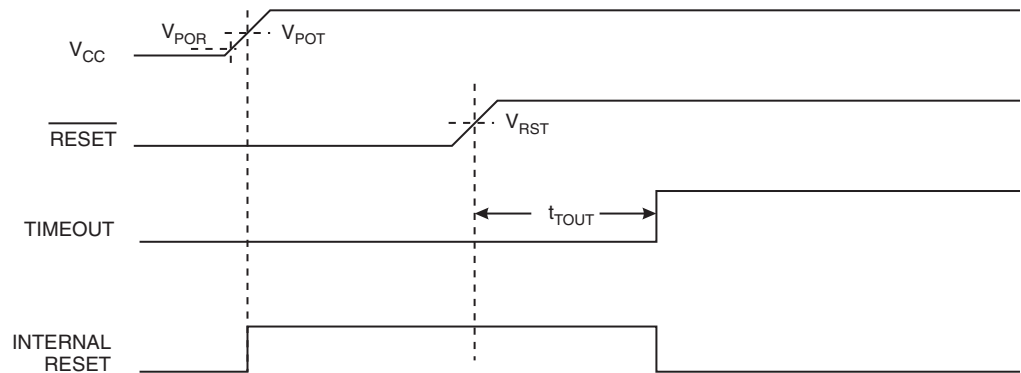 V_POR
V_POT
V_CC
RESET
V_RST
t_TOUT
TIMEOUT
INTERNAL
RESET